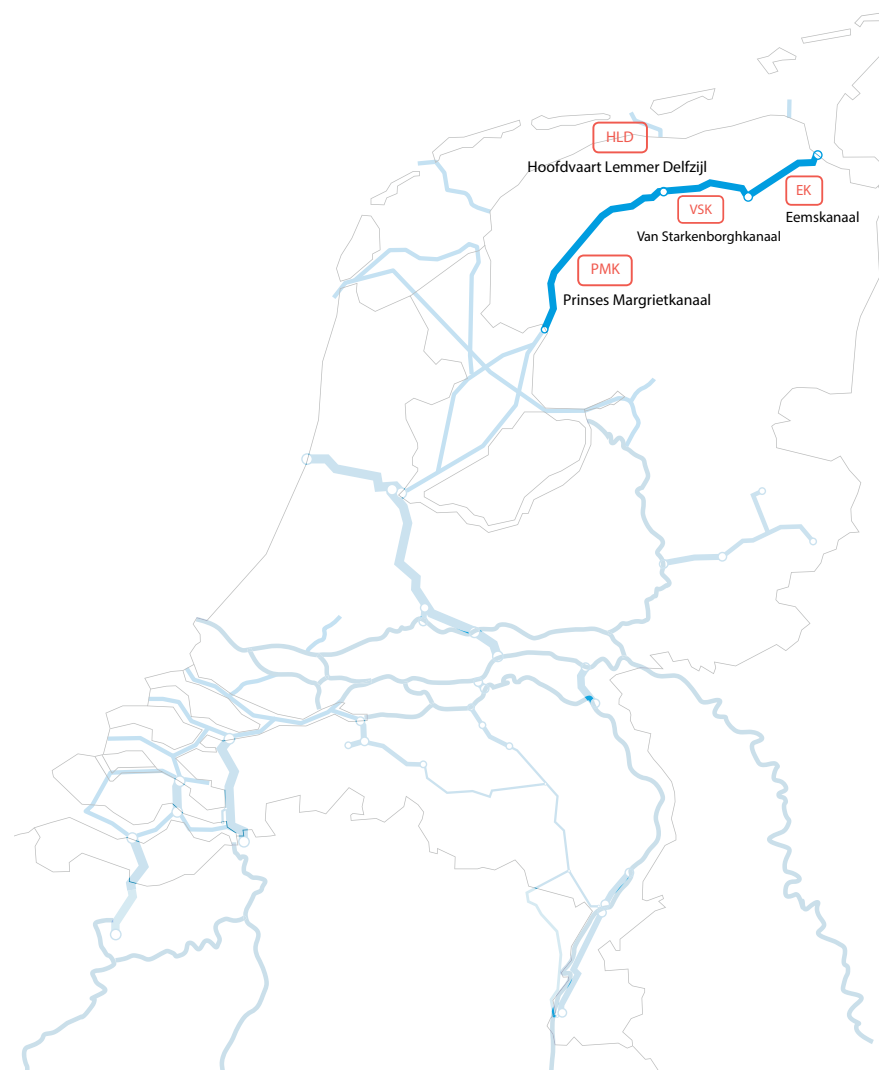 HLD
Hoofdvaart Lemmer Delfzijl
EK
Eemskanaal
VSK
Van Starkenborghkanaal
PMK
Prinses Margrietkanaal